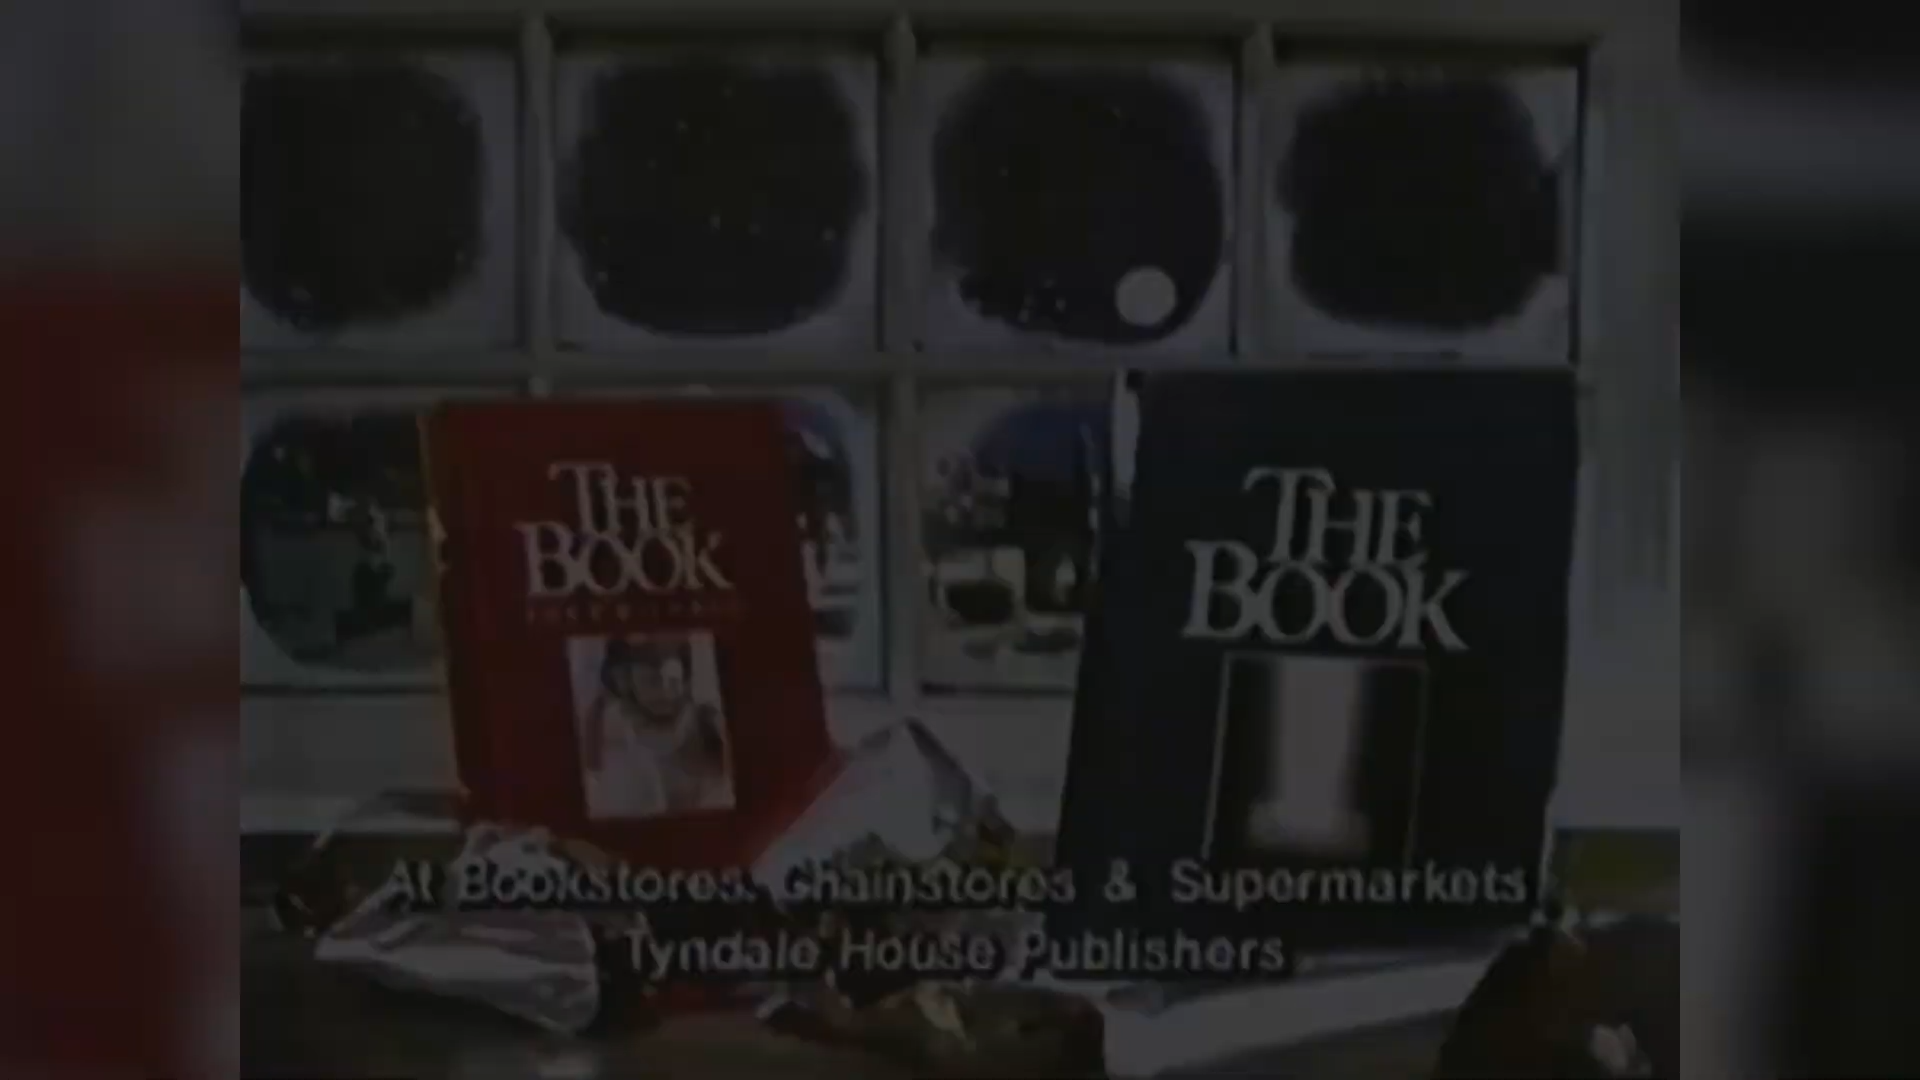 THE
BOOK
THE
BOOK
At Bookstores, Chainstores & Supermarkets
Tyndale House Publishers